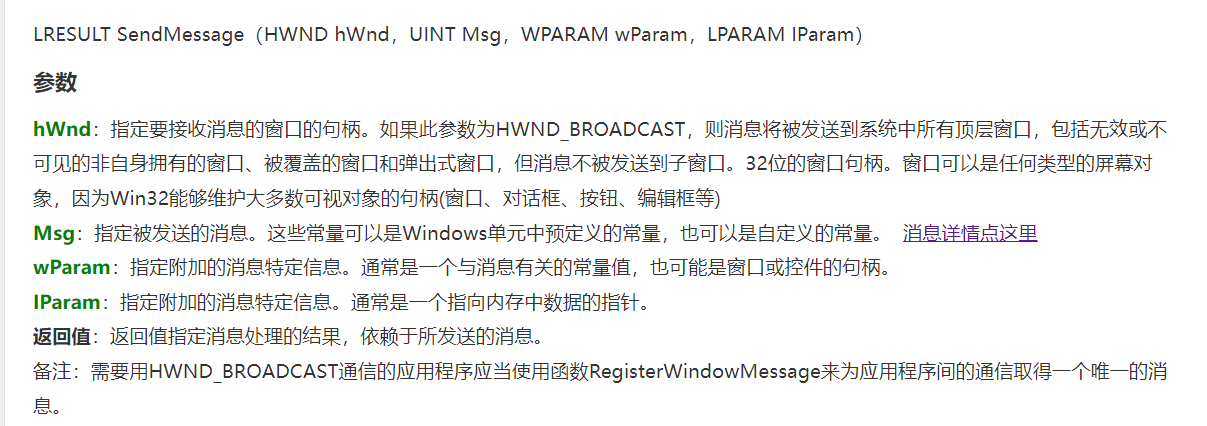 LRESULT SendMessage（HWND hWnd，UINT Msg，WPARAM wParam，LPARAM IParam）
参数
hWnd：指定要接收消息的窗口的句柄。如果此参数为HWND_BROADCAST，则消息将被发送到系统中所有顶层窗口，包括无效或不
可见的非自身拥有的窗口、被覆盖的窗口和弹出式窗口，但消息不被发送到子窗口。32位的窗口句柄。窗口可以是任何类型的屏幕对
象，因为Win32能够维护大多数可视对象的句柄(窗口、对话框、按钮、编辑框等)
Msg：指定被发送的消息。这些常量可以是Windows单元中预定义的常量，也可以是自定义的常量。 消息详情点这里
wParam：指定附加的消息特定信息。通常是一个与消息有关的常量值，也可能是窗口或控件的句柄。
IParam：指定附加的消息特定信息。通常是一个指向内存中数据的指针。
返回值：返回值指定消息处理的结果，依赖于所发送的消息。
备注：需要用HWND_BROADCAST通信的应用程序应当使用函数RegisterWindowMessage来为应用程序间的通信取得一个唯一的消
息。